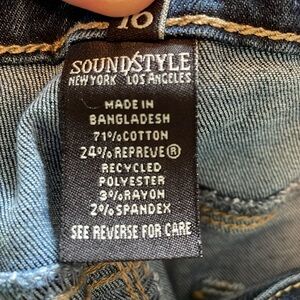 10
SOUNDSTYLE
NEW YORK LOS ANGELES
MADE IN
BANGLADESH
71%COTTON
24%REPREVE®
RECYCLED
POLYESTER
3%RAYON
2%SPANDEX
SEE REVERSE FOR CARE